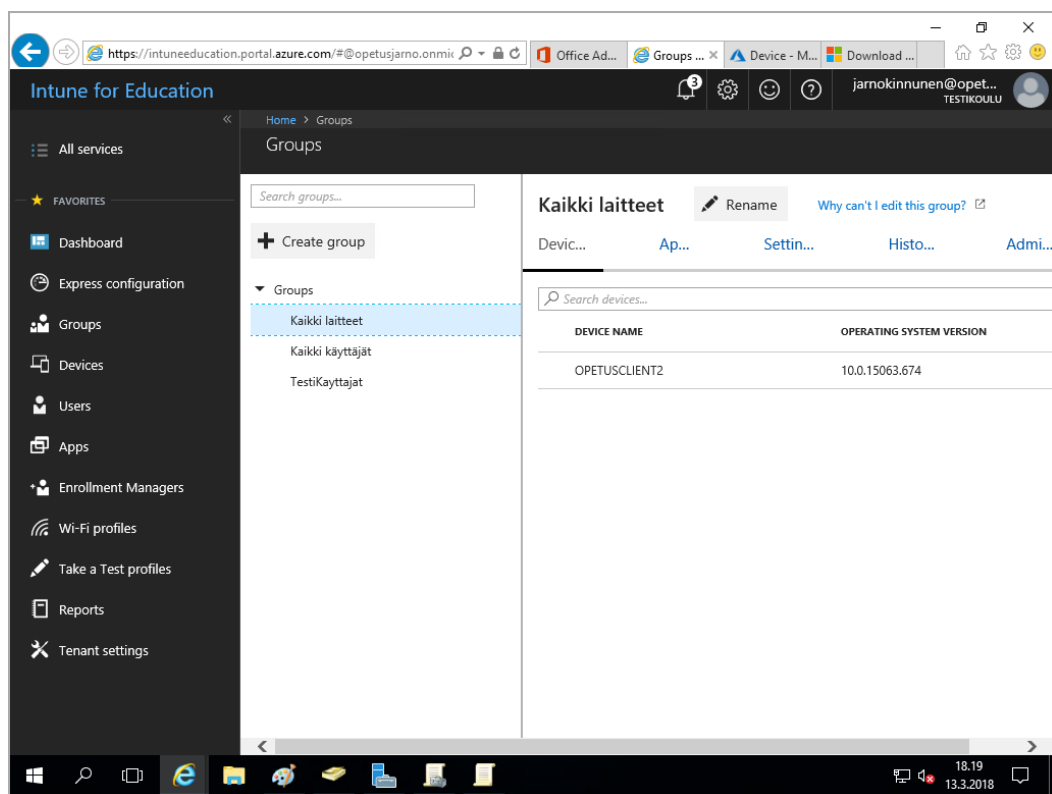 https://intuneeducation.portal.azure.com/#@opetusjarno.onmic
Office Ad...
Groups ...
Device - M...
Download ...
Intune for Education
3
jarnokinnunen@opet...
TESTIKOULU
Home > Groups
Groups
All services
FAVORITES
Dashboard
Express configuration
Groups
Devices
Users
Apps
Enrollment Managers
Wi-Fi profiles
Take a Test profiles
Reports
Tenant settings
Search groups...
Create group
Groups
Kaikki laitteet
Kaikki käyttäjät
TestiKayttajat
Kaikki laitteet
Rename
Why can't I edit this group?
Devic...
Ap...
Settin...
Histo...
Admi...
Search devices...
DEVICE NAME
OPERATING SYSTEM VERSION
OPETUSCLIENT2
10.0.15063.674
18.19
13.3.2018